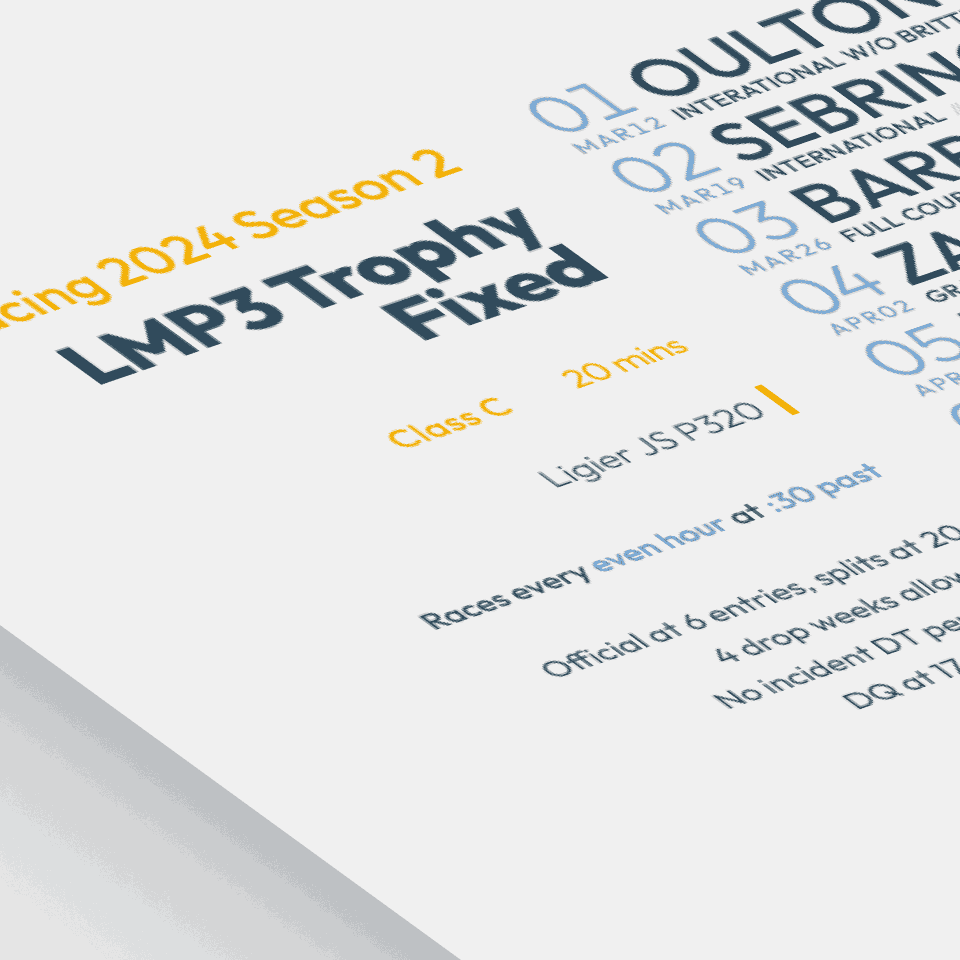 cing 2024 Season 2
LMP3 Trophy
Fixed
Class C 20 mins
Ligier JS P320
Races every even hour at :30 past
Official at 6 entries, splits at 20
4 drop weeks allow
No incident DT pe
DQ at 17
01 OULTON
MAR12 INTERATIONAL W/O BRITT
02 SEBRING
MAR19 INTERNATIONAL
03 BAR
MAR26 FULL COUR
04 ZA
APR02 GR
05
APR